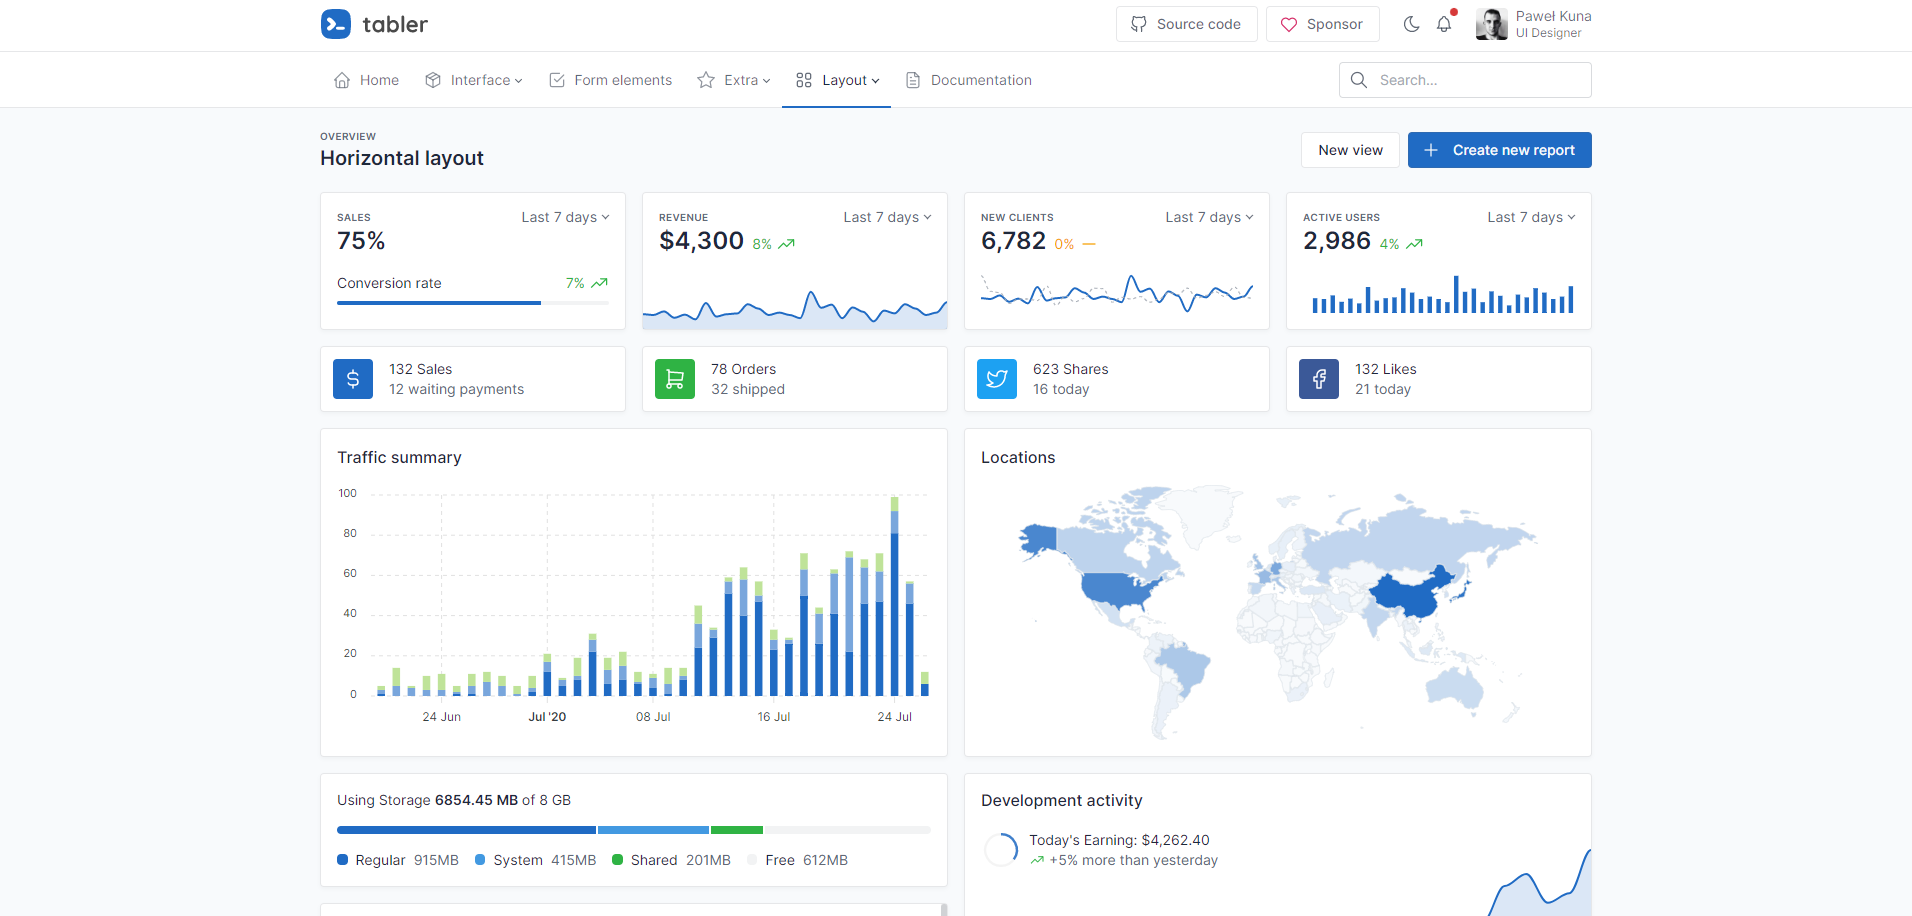 tabler
Source code
Sponsor
Paweł Kuna
UI Designer
Home
Interface
Form elements
Extra
Layout
Documentation
Search...
OVERVIEW
Horizontal layout
New view
Create new report
SALES
Last 7 days
75%
Conversion rate
7%
REVENUE
Last 7 days
$4,300 8%
NEW CLIENTS
Last 7 days
6,782 0%
ACTIVE USERS
Last 7 days
2,986 4%
132 Sales
12 waiting payments
78 Orders
32 shipped
623 Shares
16 today
132 Likes
21 today
Traffic summary
100
80
60
40
20
0
24 Jun
Jul '20
08 Jul
16 Jul
24 Jul
Locations
Using Storage 6854.45 MB of 8 GB
Regular 915MB
System 415MB
Shared 201MB
Free 612MB
Development activity
Today's Earning: $4,262.40
+5% more than yesterday